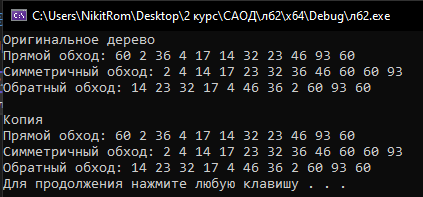 C:\Users\NikitRom\Desktop\2 курс\САОД\л62\x64\Debug\л62.exe
Оригинальное дерево
Прямой обход: 60 2 36 4 17 14 32 23 46 93 60
Симметричный обход: 2 4 14 17 23 32 36 46 60 60 93
Обратный обход: 14 23 32 17 4 46 36 2 60 93 60
Копия
Прямой обход: 60 2 36 4 17 14 32 23 46 93 60
Симметричный обход: 2 4 14 17 23 32 36 46 60 60 93
Обратный обход: 14 23 32 17 4 46 36 2 60 93 60
Для продолжения нажмите любую клавишу . . .